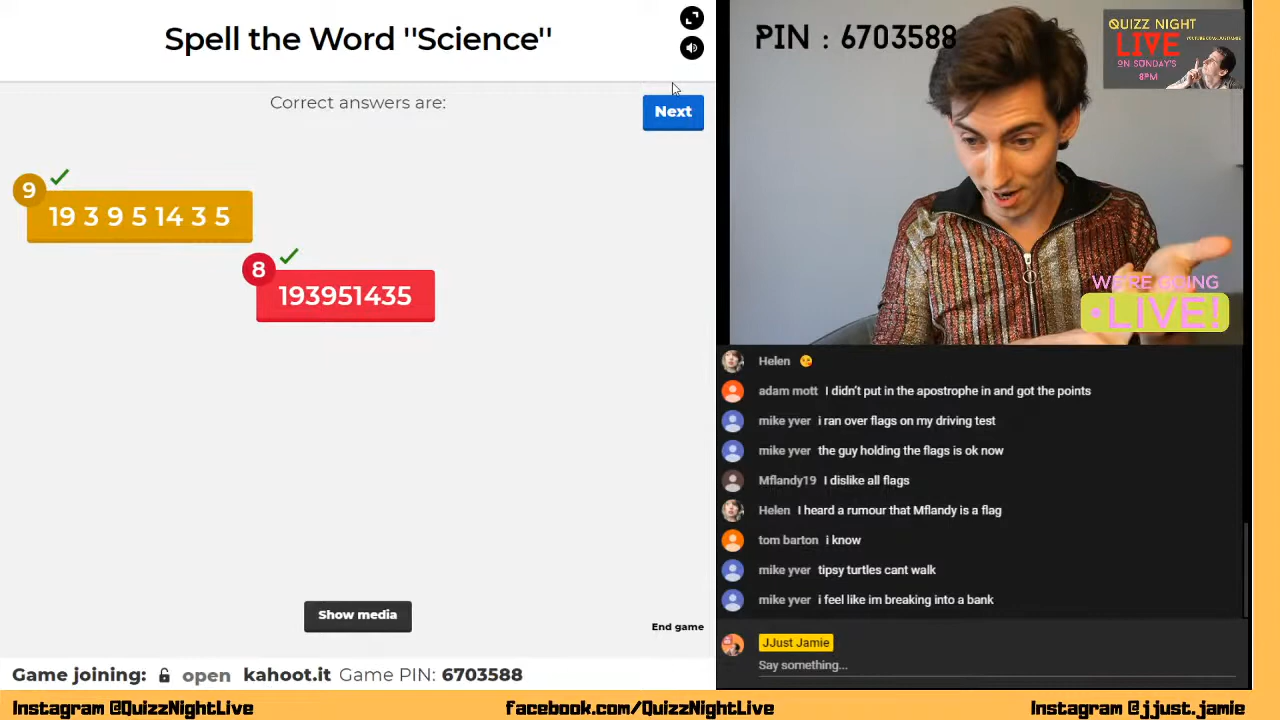 Spell the Word "Science"
Correct answers are:
Next
9
19 3 9 5 14 3 5
8
193951435
Show media
End game
Game joining: open kahoot.it Game PIN: 6703588
PIN : 6703588
QUIZZ NIGHT
LIVE
ON SUNDAY'S
8PM
WE'RE GOING
LIVE!
Helen 😘
adam mott I didn't put in the apostrophe in and got the points
mike yver i ran over flags on my driving test
mike yver the guy holding the flags is ok now
Mflandy19 I dislike all flags
Helen I heard a rumour that Mflandy is a flag
tom barton i know
mike yver tipsy turtles cant walk
mike yver i feel like im breaking into a bank
JJust Jamie
Say something...
Instagram @QuizzNightLive
facebook.com/QuizzNightLive
Instagram @jjust.jamie